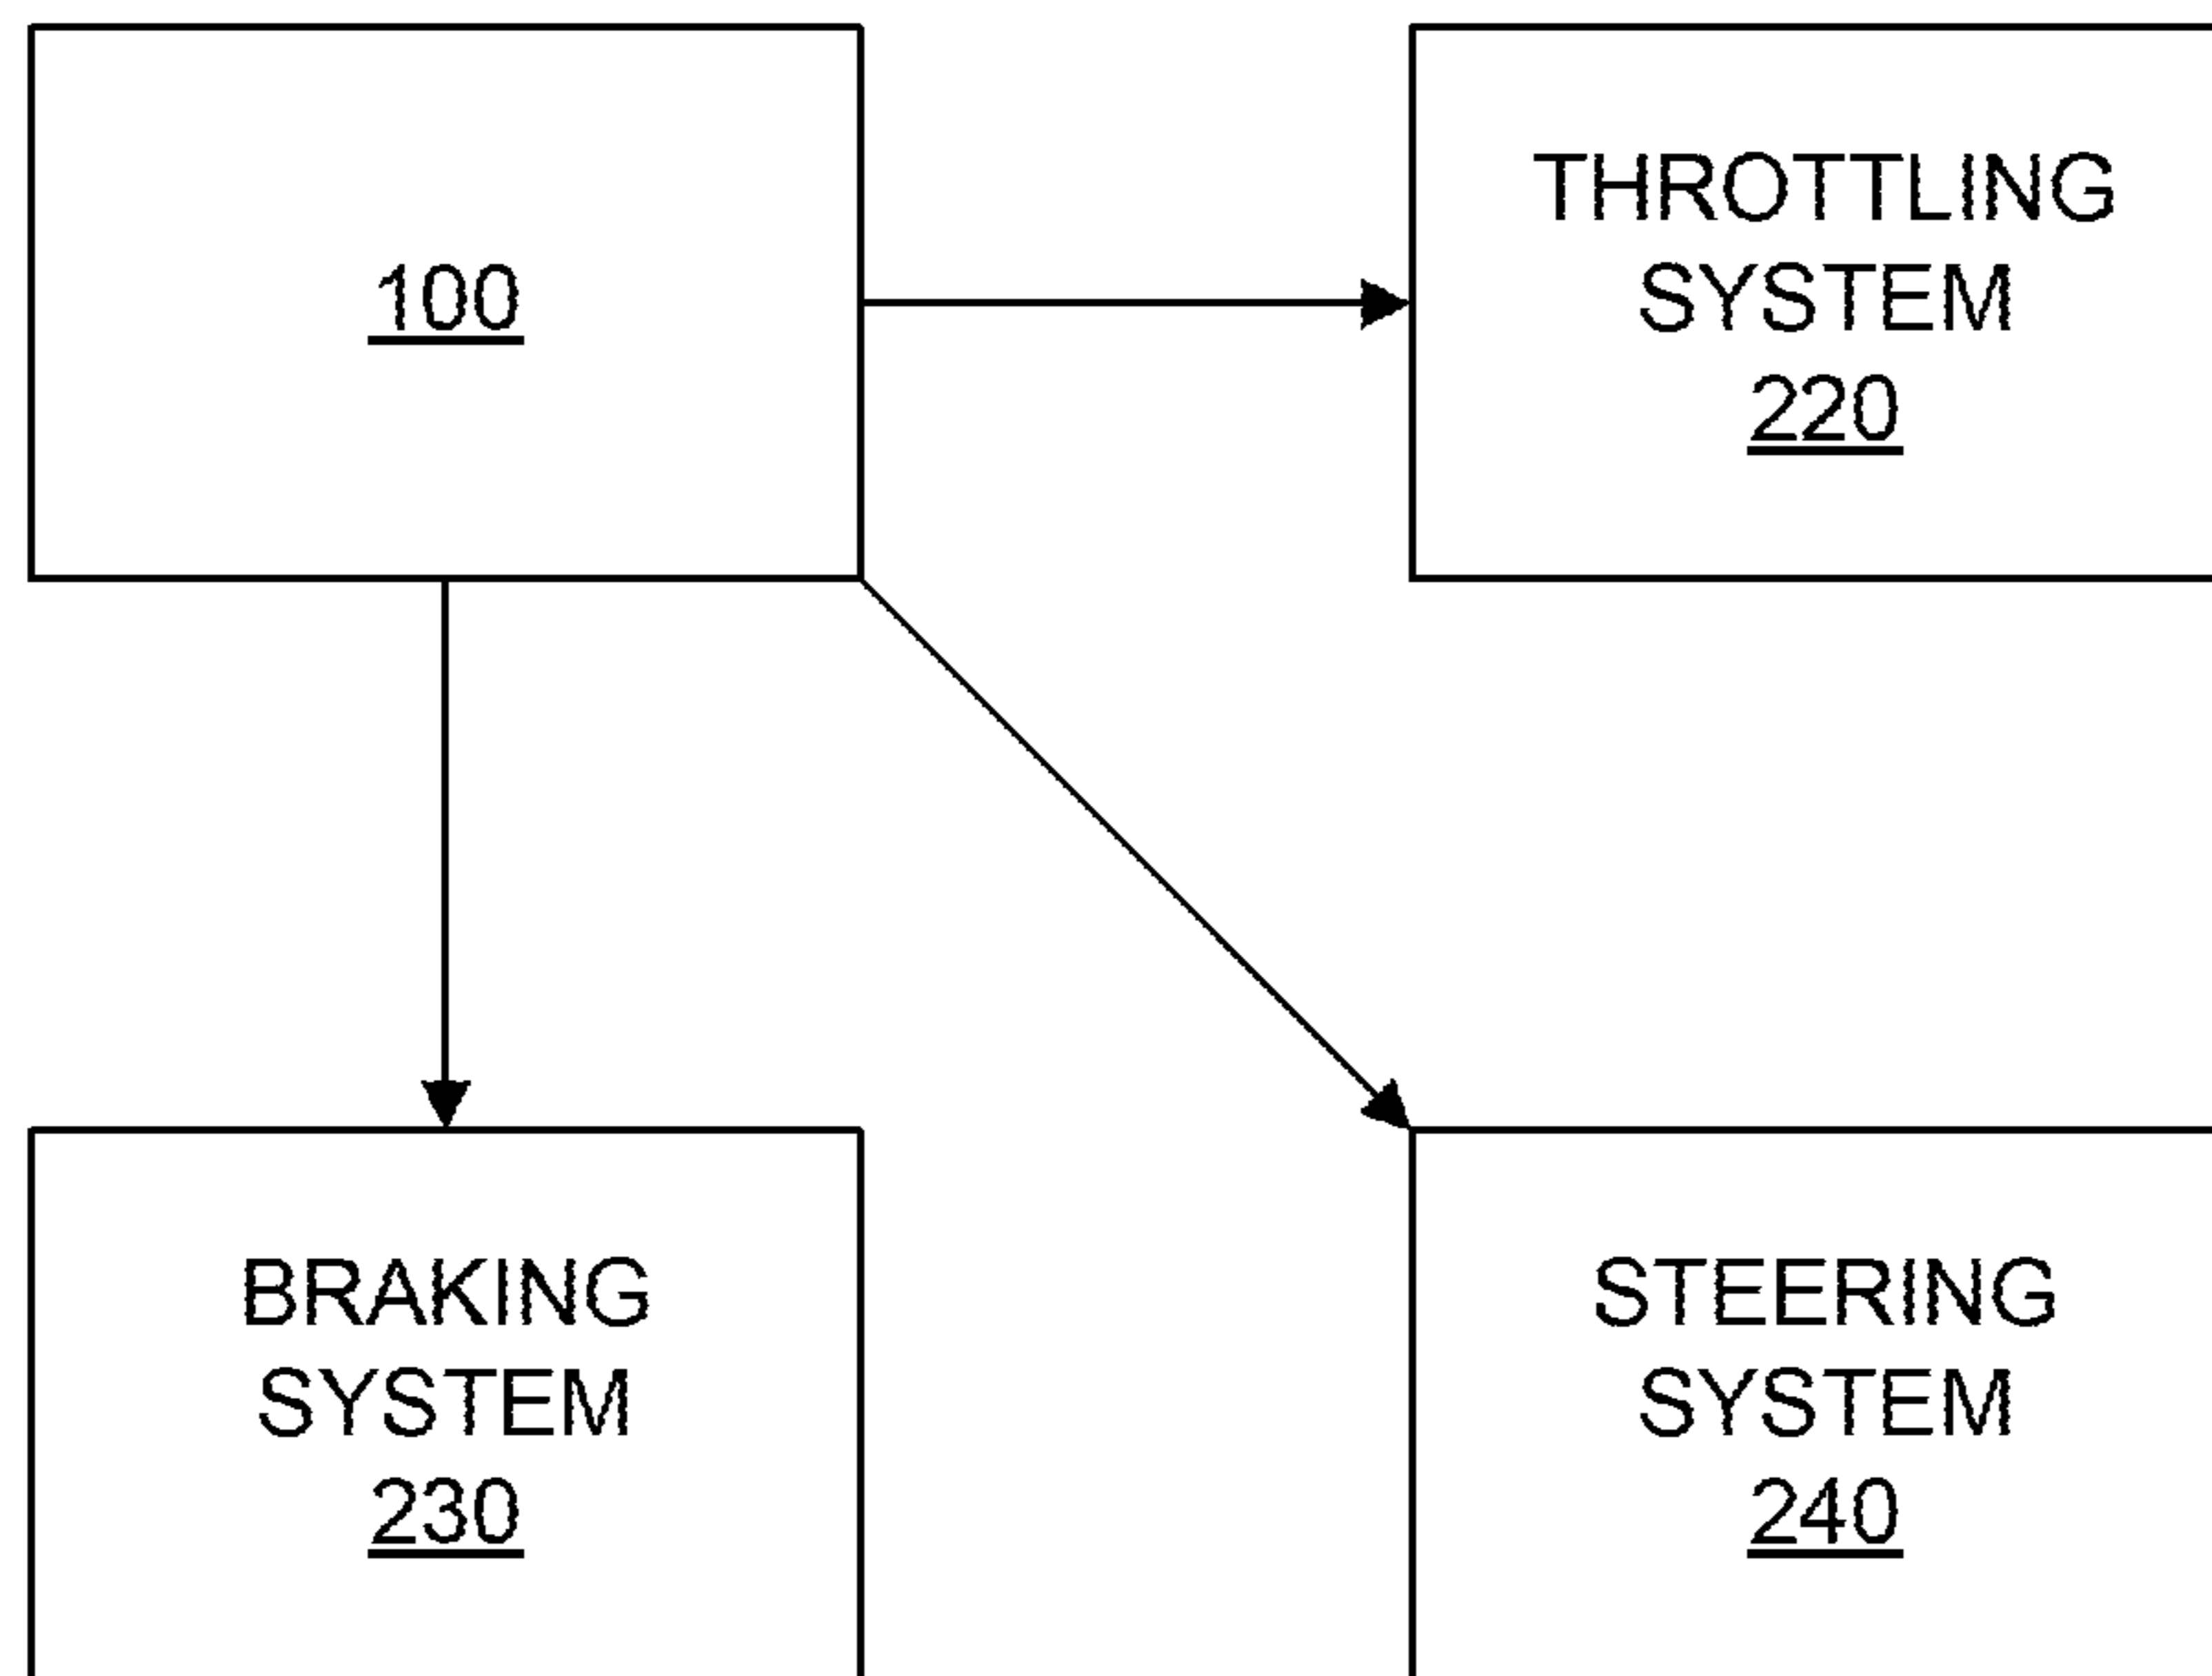 100
THROTTLING
SYSTEM
220
BRAKING
SYSTEM
230
STEERING
SYSTEM
240